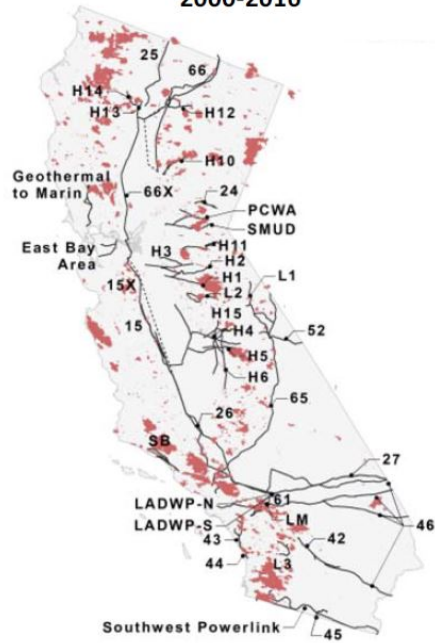 2000-2016
25
66
H14
H13
H12
H10
Geothermal
to Marin
24
66X
PCWA
SMUD
East Bay
Area
H11
H3
H2
H1
L1
15X
L2
15
H15
H4
52
H5
H6
65
26
SB
27
LADWP-N
61
LADWP-S
LM
46
43
42
44
L3
Southwest Powerlink
45